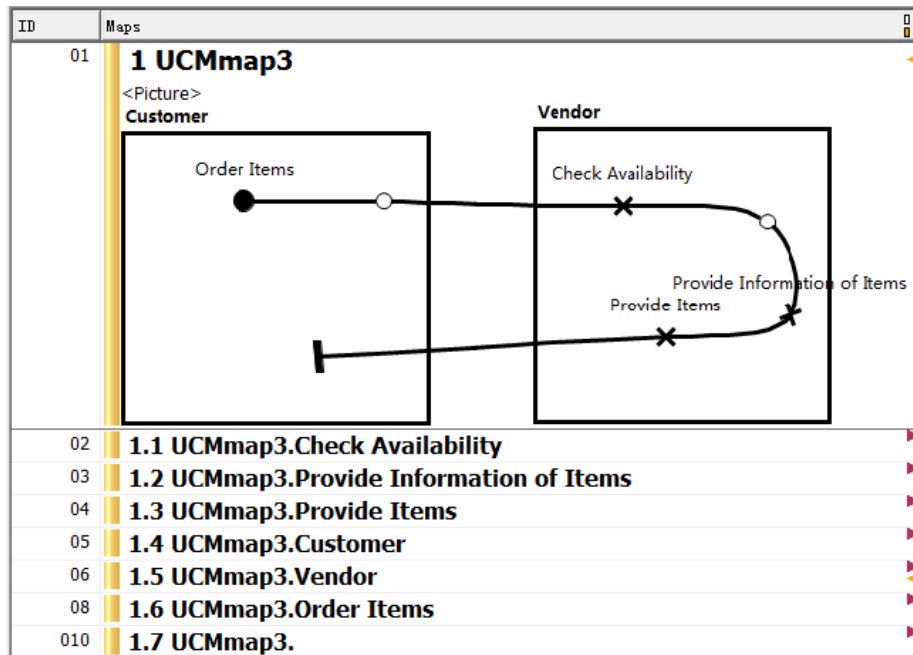 ID Maps
01 1 UCMmap3
<Picture>
Customer Vendor
Order Items Check Availability
Provide Information of Items
Provide Items
02 1.1 UCMmap3.Check Availability
03 1.2 UCMmap3.Provide Information of Items
04 1.3 UCMmap3.Provide Items
05 1.4 UCMmap3.Customer
06 1.5 UCMmap3.Vendor
08 1.6 UCMmap3.Order Items
010 1.7 UCMmap3.